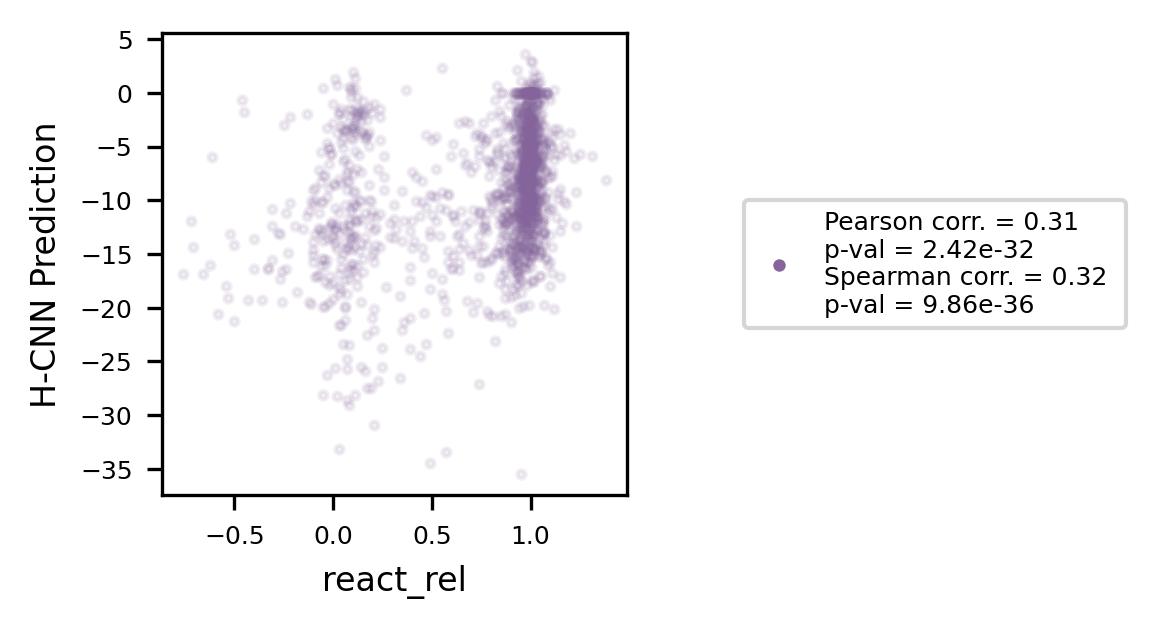 5
0
−5
−10
−15
−20
−25
−30
−35
H-CNN Prediction
−0.5
0.0
0.5
1.0
react_rel
Pearson corr. = 0.31
p-val = 2.42e-32
Spearman corr. = 0.32
p-val = 9.86e-36